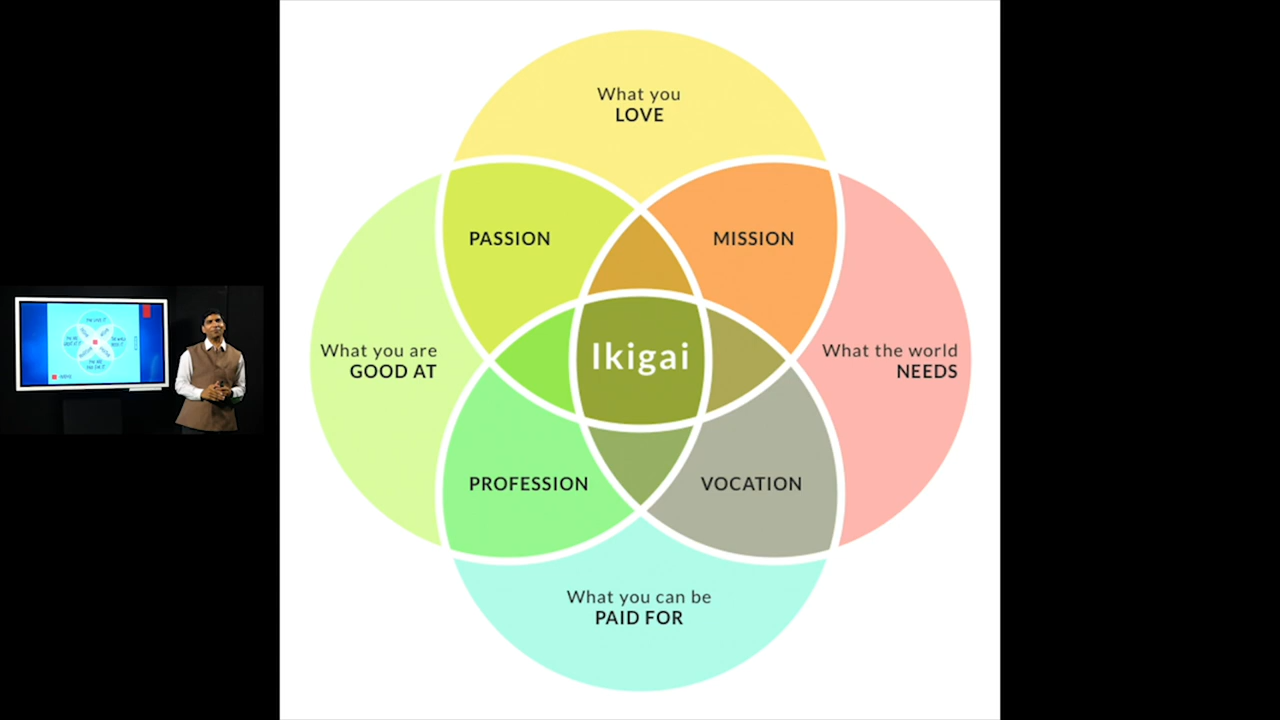 What you
LOVE
PASSION
MISSION
What you are
GOOD AT
Ikigai
What the world
NEEDS
PROFESSION
VOCATION
What you can be
PAID FOR